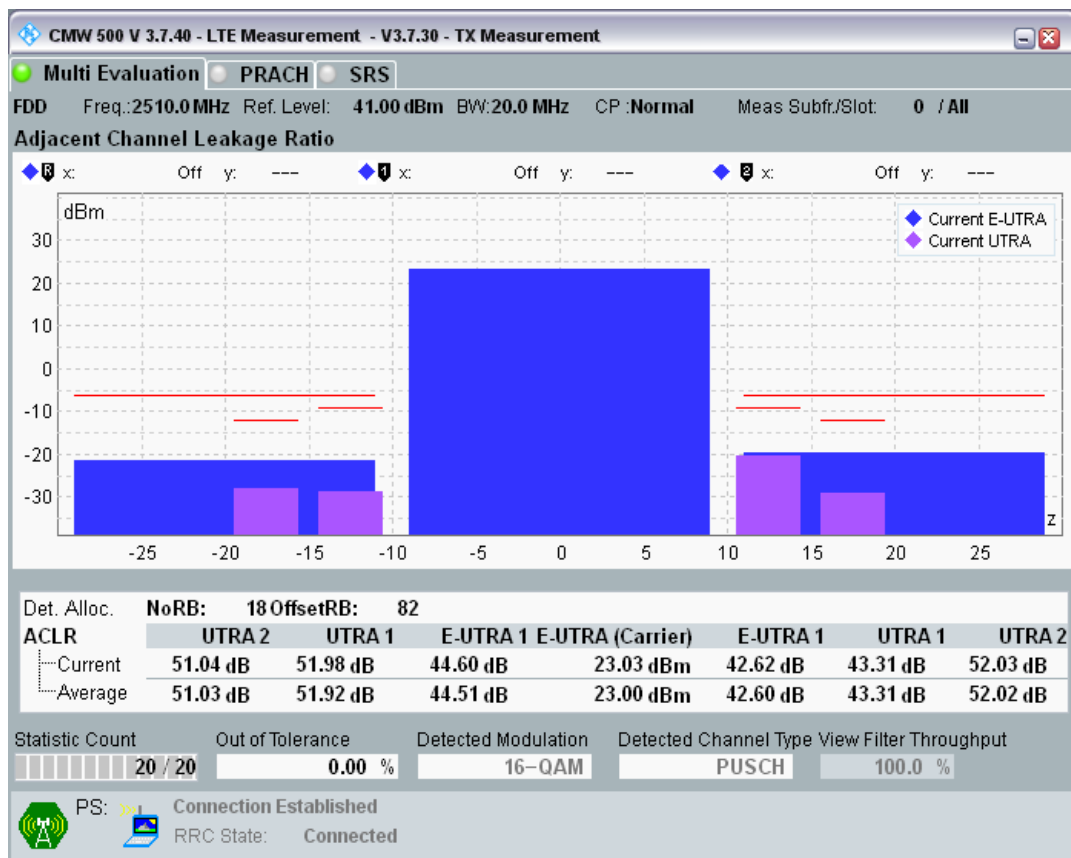 CMW 500 V 3.7.40 - LTE Measurement - V3.7.30 - TX Measurement
Multi Evaluation PRACH SRS
FDD Freq.:2510.0 MHz Ref. Level: 41.00 dBm BW:20.0 MHz CP :Normal Meas Subfr./Slot: 0 / All
Adjacent Channel Leakage Ratio
R x: Off y: --- 1 x: Off y: --- 2 x: Off y: ---
dBm
Current E-UTRA
Current UTRA
30
20
10
0
-10
-20
-30
z
-25 -20 -15 -10 -5 0 5 10 15 20 25
Det. Alloc. NoRB: 18 OffsetRB: 82
ACLR UTRA 2 UTRA 1 E-UTRA 1 E-UTRA (Carrier) E-UTRA 1 UTRA 1 UTRA 2
Current 51.04 dB 51.98 dB 44.60 dB 23.03 dBm 42.62 dB 43.31 dB 52.03 dB
Average 51.03 dB 51.92 dB 44.51 dB 23.00 dBm 42.60 dB 43.31 dB 52.02 dB
Statistic Count Out of Tolerance Detected Modulation Detected Channel Type View Filter Throughput
20 / 20 0.00 % 16-QAM PUSCH 100.0 %
PS: Connection Established
RRC State: Connected